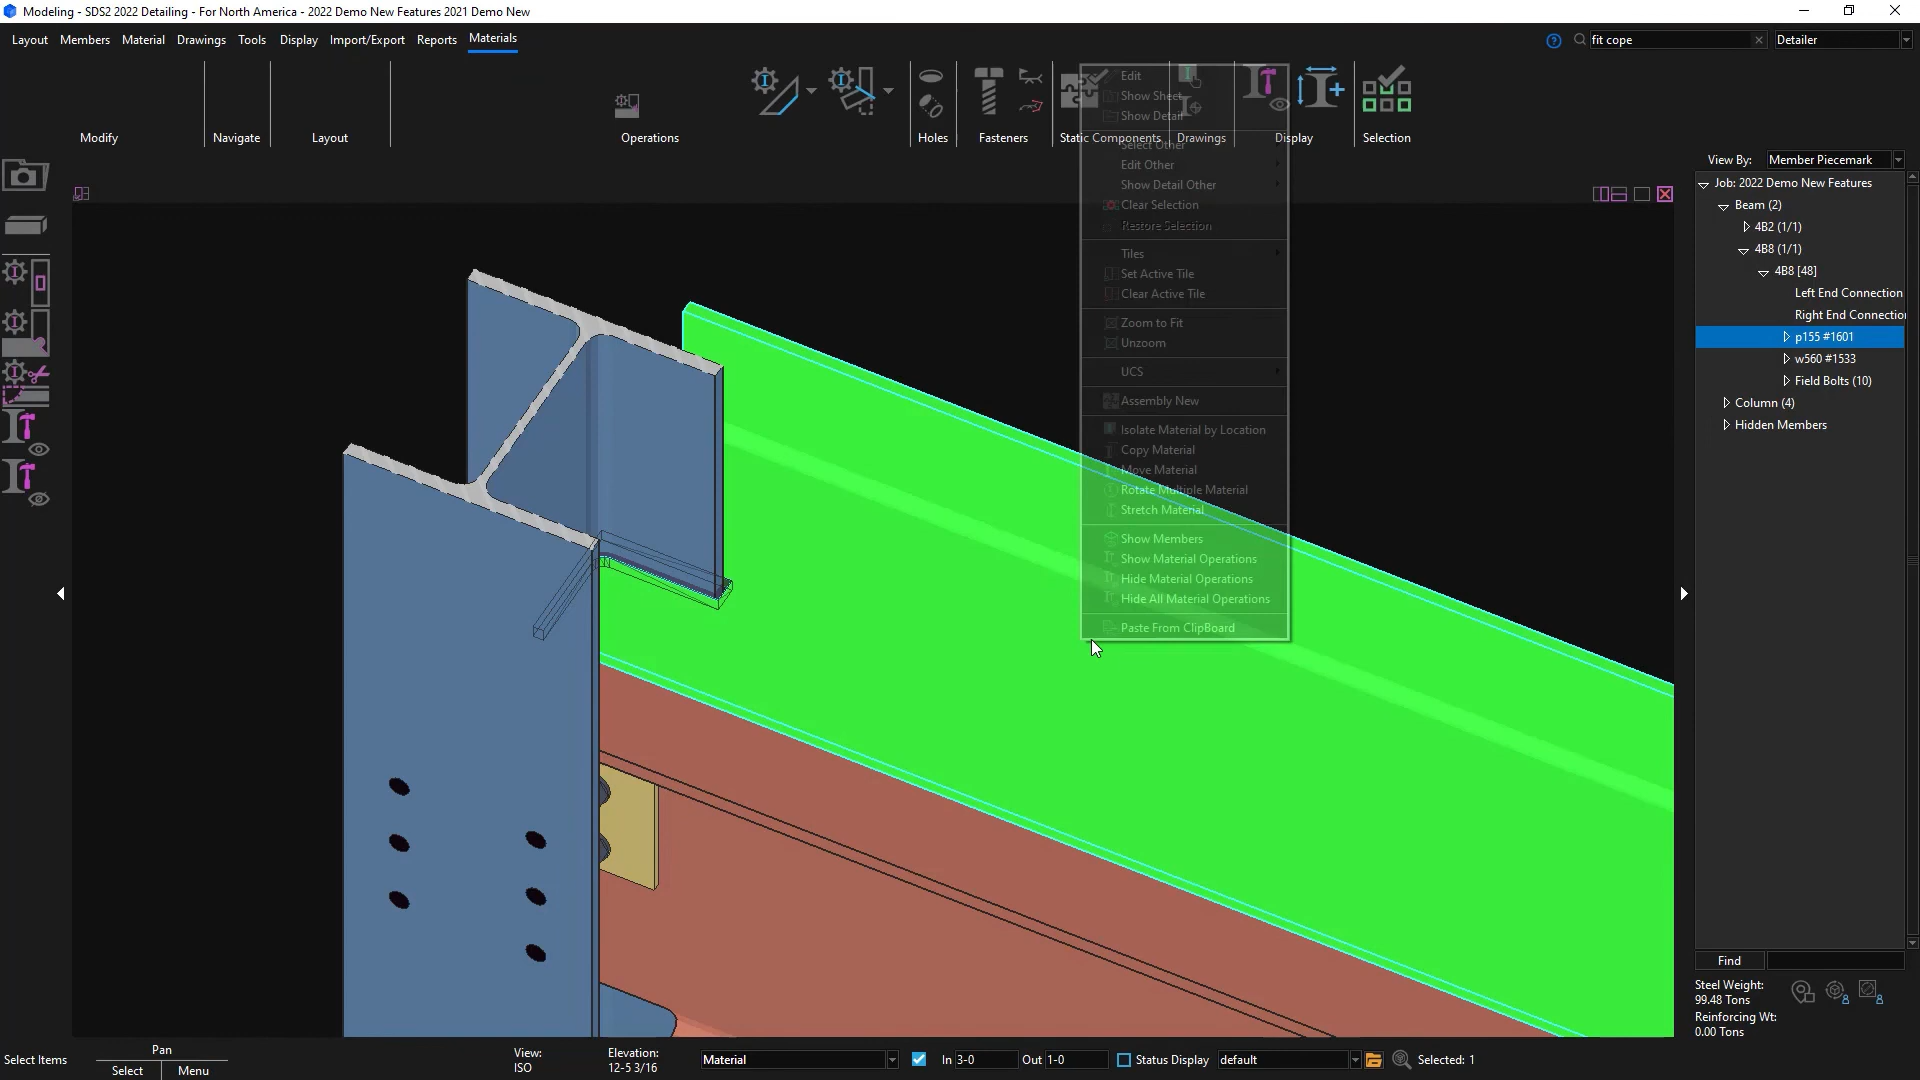 Modeling - SDS2 2022 Detailing - For North America - 2022 Demo New Features 2021 Demo New
Layout Members Material Drawings Tools Display Import/Export Reports Materials
fit cope
Detailer
Modify
Navigate
Layout
Operations
Holes
Fasteners
Static Components
Drawings
Display
Selection
Edit
Show Sheet
Show Detail
Select Other
Edit Other
Show Detail Other
Clear Selection
Restore Selection
Tiles
Set Active Tile
Clear Active Tile
Zoom to Fit
Unzoom
UCS
Assembly New
Isolate Material by Location
Copy Material
Move Material
Rotate Multiple Material
Stretch Material
Show Members
Show Material Operations
Hide Material Operations
Hide All Material Operations
Paste From ClipBoard
View By: Member Piecemark
Job: 2022 Demo New Features
Beam (2)
4B2 (1/1)
4B8 (1/1)
4B8 [48]
Left End Connection
Right End Connection
p155 #1601
w560 #1533
Field Bolts (10)
Column (4)
Hidden Members
Find
Steel Weight:
99.48 Tons
Reinforcing Wt:
0.00 Tons
Select Items
Pan
Select
Menu
View:
ISO
Elevation:
12-5 3/16
Material
In 3-0
Out 1-0
Status Display
default
Selected: 1